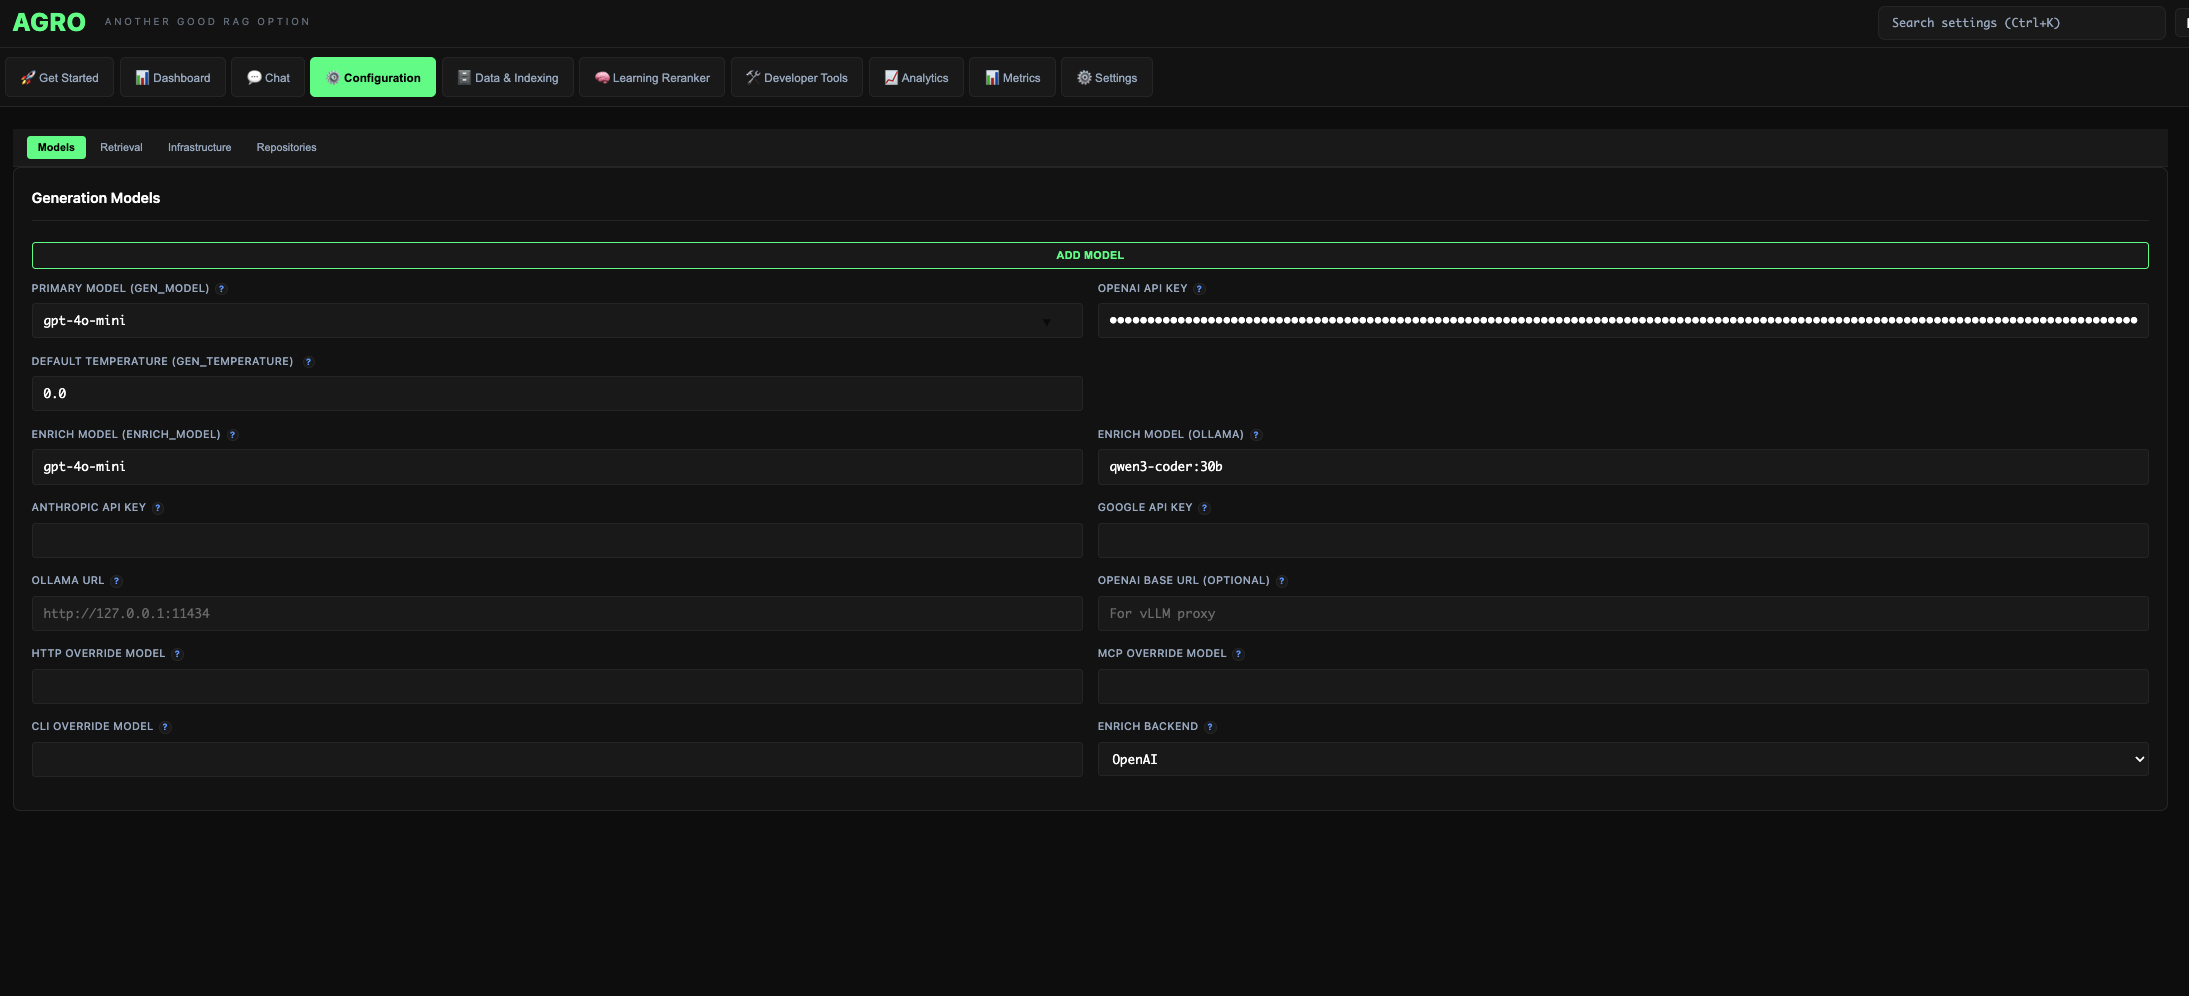 AGRO ANOTHER GOOD RAG OPTION Search settings (Ctrl+K)
Get Started Dashboard Chat Configuration Data & Indexing Learning Reranker Developer Tools Analytics Metrics Settings
Models Retrieval Infrastructure Repositories
Generation Models
ADD MODEL
PRIMARY MODEL (GEN_MODEL) ? OPENAI API KEY ?
gpt-4o-mini
DEFAULT TEMPERATURE (GEN_TEMPERATURE) ?
0.0
ENRICH MODEL (ENRICH_MODEL) ? ENRICH MODEL (OLLAMA) ?
gpt-4o-mini qwen3-coder:30b
ANTHROPIC API KEY ? GOOGLE API KEY ?
OLLAMA URL ? OPENAI BASE URL (OPTIONAL) ?
http://127.0.0.1:11434 For vLLM proxy
HTTP OVERRIDE MODEL ? MCP OVERRIDE MODEL ?
CLI OVERRIDE MODEL ? ENRICH BACKEND ?
OpenAI